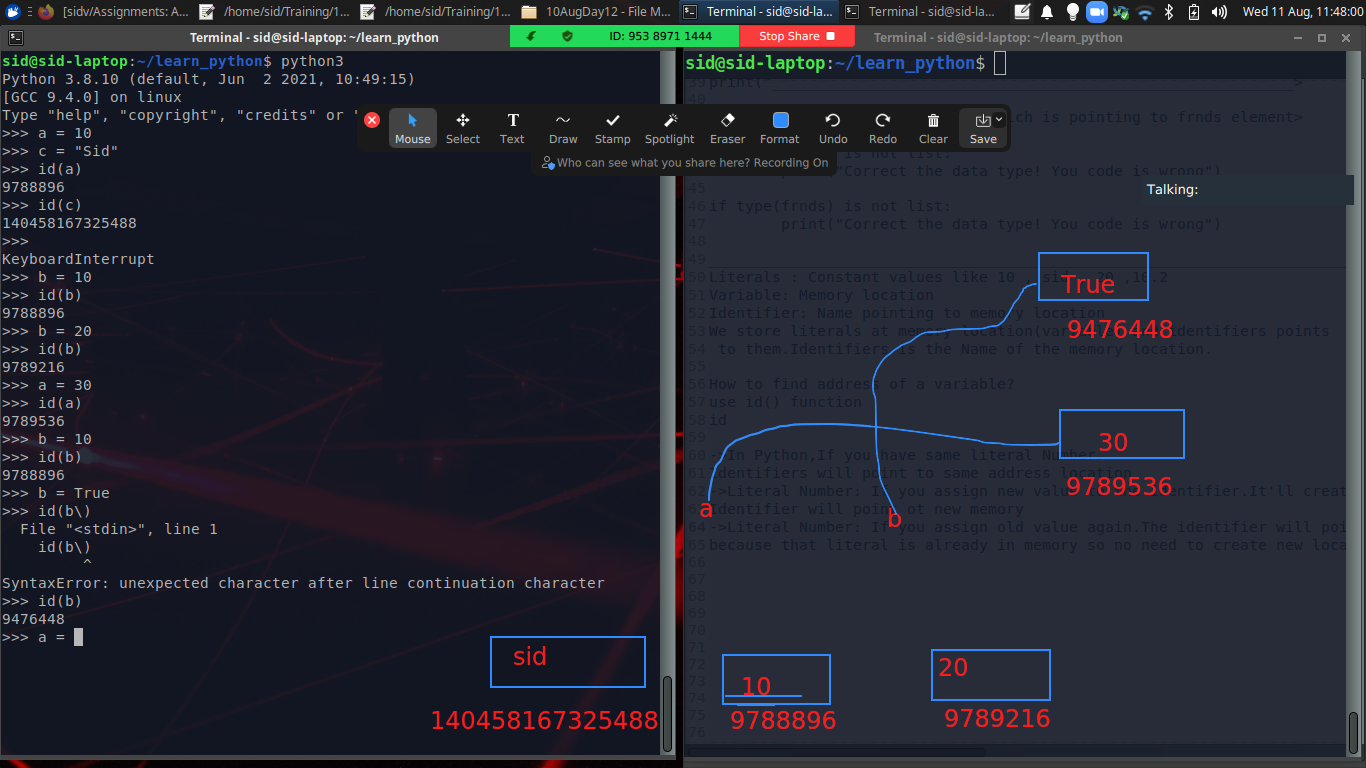 [sidv/Assignments: A...
/home/sid/Training/1...
/home/sid/Training/1...
10AugDay12 - File M...
Terminal - sid@sid-la...
Terminal - sid@sid-la...
Wed 11 Aug, 11:48:00
Terminal - sid@sid-laptop: ~/learn_python
ID: 953 8971 1444
Stop Share
Terminal - sid@sid-laptop: ~/learn_python
sid@sid-laptop:~/learn_python$ python3
Python 3.8.10 (default, Jun  2 2021, 10:49:15)
[GCC 9.4.0] on linux
Type "help", "copyright", "credits" or "
>>> a = 10
>>> c = "Sid"
>>> id(a)
9788896
>>> id(c)
140458167325488
>>>
KeyboardInterrupt
>>> b = 10
>>> id(b)
9788896
>>> b = 20
>>> id(b)
9789216
>>> a = 30
>>> id(a)
9789536
>>> b = 10
>>> id(b)
9788896
>>> b = True
>>> id(b\)
  File "<stdin>", line 1
    id(b\)
         ^
SyntaxError: unexpected character after line continuation character
>>> id(b)
9476448
>>> a =
sid
140458167325488
Mouse
Select
Text
Draw
Stamp
Spotlight
Eraser
Format
Undo
Redo
Clear
Save
Who can see what you share here? Recording On
Talking:
sid@sid-laptop:~/learn_python$
print(
40
is pointing to frnds element>
is not list:
"Correct the data type! You code is wrong")
45
46 if type(frnds) is not list:
47 print("Correct the data type! You code is wrong")
48
49
50 Literals : Constant values like 10 20 ,10.2
51 Variable: Memory location
52 Identifier: Name pointing to memory location
53 We store literals at memory location identifiers points
54 to them.Identifiers is the Name of the memory location.
55
56 How to find address of a variable?
57 use id() function
58 id
59
60 ->In Python,If you have same literal Number
61 identifiers will point to same address location
62 ->Literal Number: If you assign new value identifier.It'll creat
63 Identifier will point ot new memory
64 ->Literal Number: If you assign old value again.The identifier will poi
65 because that literal is already in memory so no need to create new loca
66
67
68
69
70
71
72
73
74
75
76
True
9476448
30
9789536
a
b
10
9788896
20
9789216